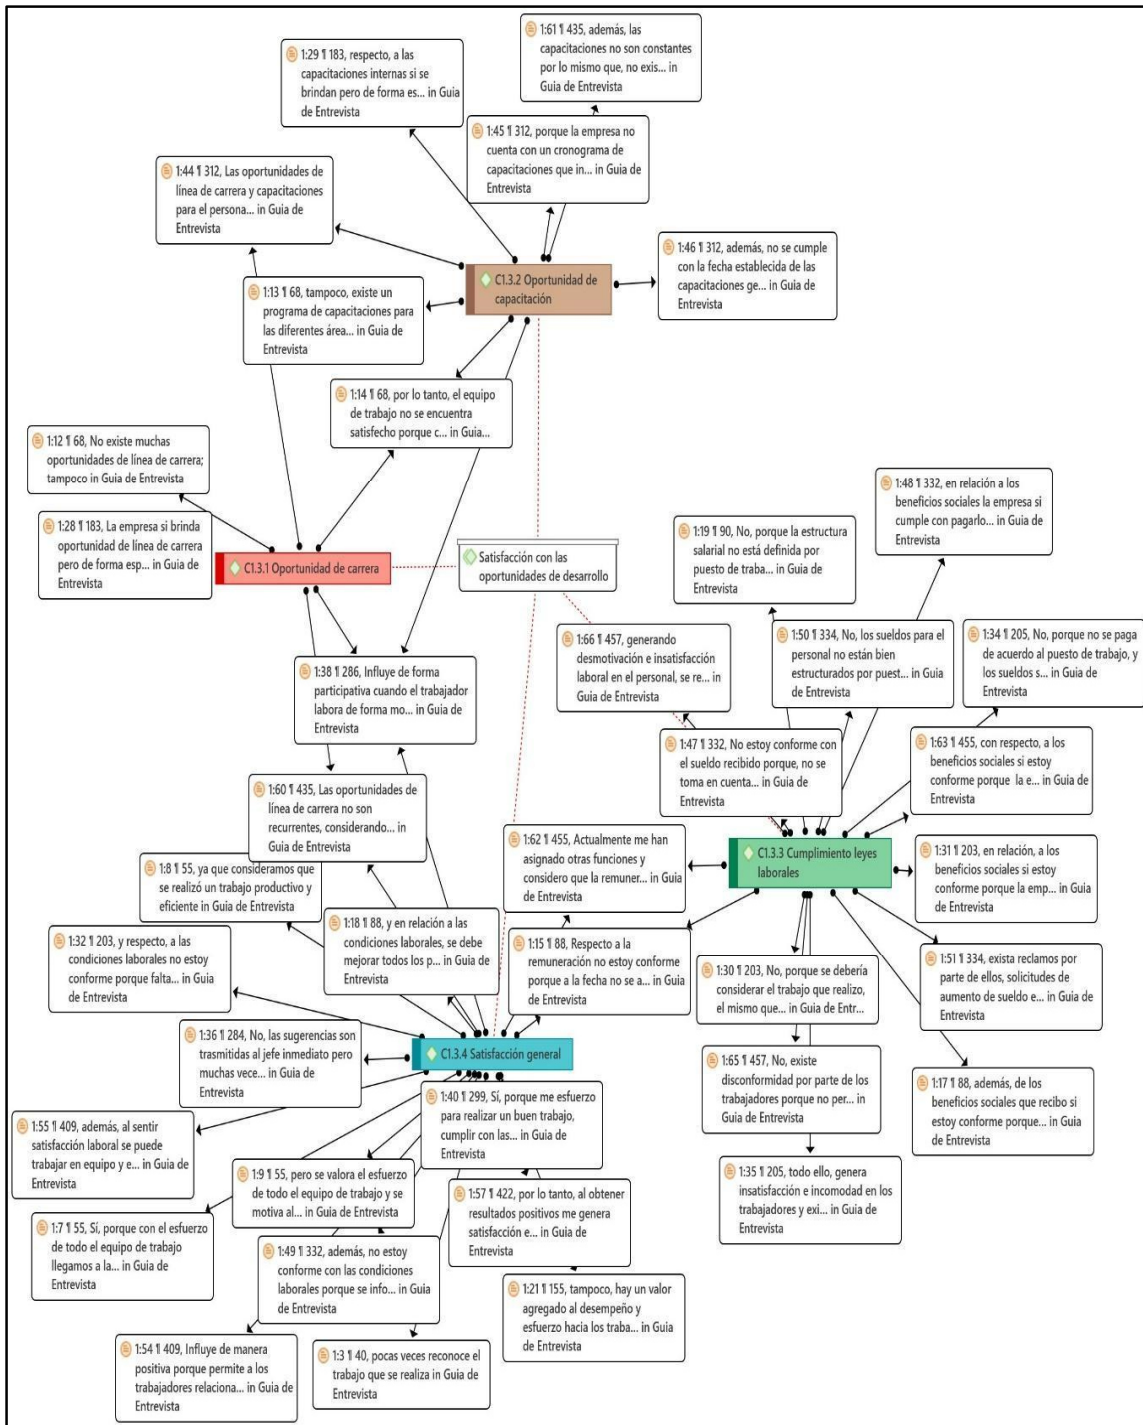 1:61 ¶ 435, además, las
capacitaciones no son constantes
por lo mismo que, no exis... in
Guia de Entrevista
1:29 ¶ 183, respecto, a las
capacitaciones internas si se
brindan pero de forma es... in Guia
de Entrevista
1:45 ¶ 312, porque la empresa no
cuenta con un cronograma de
capacitaciones que in... in Guia de
Entrevista
1:44 ¶ 312, Las oportunidades de
línea de carrera y capacitaciones
para el persona... in Guia de
Entrevista
1:46 ¶ 312, además, no se cumple
con la fecha establecida de las
capacitaciones ge... in Guia de
Entrevista
C1.3.2 Oportunidad de
capacitación
1:13 ¶ 68, tampoco, existe un
programa de capacitaciones para
las diferentes área... in Guia de
Entrevista
1:14 ¶ 68, por lo tanto, el equipo
de trabajo no se encuentra
satisfecho porque c... in Guia...
1:12 ¶ 68, No existe muchas
oportunidades de línea de carrera;
tampoco in Guia de Entrevista
1:28 ¶ 183, La empresa si brinda
oportunidad de línea de carrera
pero de forma esp... in Guia de
Entrevista
C1.3.1 Oportunidad de carrera
Satisfacción con las
oportunidades de desarrollo
1:48 ¶ 332, en relación a los
beneficios sociales la empresa si
cumple con pagarlo... in Guia de
Entrevista
1:19 ¶ 90, No, porque la estructura
salarial no está definida por
puesto de traba... in Guia de
Entrevista
1:66 ¶ 457, generando
desmotivación e insatisfacción
laboral en el personal, se re... in
Guia de Entrevista
1:50 ¶ 334, No, los sueldos para el
personal no están bien
estructurados por puest... in Guia
de Entrevista
1:34 ¶ 205, No, porque no se paga
de acuerdo al puesto de trabajo, y
los sueldos s... in Guia de
Entrevista
1:38 ¶ 286, Influye de forma
participativa cuando el trabajador
labora de forma mo... in Guia de
Entrevista
1:47 ¶ 332, No estoy conforme con
el sueldo recibido porque, no se
toma en cuenta... in Guia de
Entrevista
1:63 ¶ 455, con respecto, a los
beneficios sociales si estoy
conforme porque la e... in Guia de
Entrevista
1:60 ¶ 435, Las oportunidades de
línea de carrera no son
recurrentes, considerando... in
Guia de Entrevista
1:62 ¶ 455, Actualmente me han
asignado otras funciones y
considero que la remuner... in Guia
de Entrevista
C1.3.3 Cumplimiento leyes
laborales
1:31 ¶ 203, en relación, a los
beneficios sociales si estoy
conforme porque la emp... in Guia
de Entrevista
1:8 ¶ 55, ya que consideramos que
se realizó un trabajo productivo y
eficiente in Guia de Entrevista
1:18 ¶ 88, y en relación a las
condiciones laborales, se debe
mejorar todos los p... in Guia de
Entrevista
1:32 ¶ 203, y respecto, a las
condiciones laborales no estoy
conforme porque falta... in Guia
de Entrevista
1:15 ¶ 88, Respecto a la
remuneración no estoy conforme
porque a la fecha no se a... in Guia
de Entrevista
1:30 ¶ 203, No, porque se debería
considerar el trabajo que realizo,
el mismo que... in Guia de Entr...
1:51 ¶ 334, exista reclamos por
parte de ellos, solicitudes de
aumento de sueldo e... in Guia de
Entrevista
1:36 ¶ 284, No, las sugerencias son
trasmitidas al jefe inmediato pero
muchas vece... in Guia de
Entrevista
C1.3.4 Satisfacción general
1:65 ¶ 457, No, existe
disconformidad por parte de los
trabajadores porque no per... in
Guia de Entrevista
1:17 ¶ 88, además, de los
beneficios sociales que recibo si
estoy conforme porque... in Guia
de Entrevista
1:40 ¶ 299, Sí, porque me esfuerzo
para realizar un buen trabajo,
cumplir con las... in Guia de
Entrevista
1:55 ¶ 409, además, al sentir
satisfacción laboral se puede
trabajar en equipo y e... in Guia de
Entrevista
1:9 ¶ 55, pero se valora el esfuerzo
de todo el equipo de trabajo y se
motiva al... in Guia de Entrevista
1:35 ¶ 205, todo ello, genera
insatisfacción e incomodad en los
trabajadores y exi... in Guia de
Entrevista
1:57 ¶ 422, por lo tanto, al obtener
resultados positivos me genera
satisfacción e... in Guia de
Entrevista
1:7 ¶ 55, Sí, porque con el esfuerzo
de todo el equipo de trabajo
llegamos a la... in Guia de
Entrevista
1:49 ¶ 332, además, no estoy
conforme con las condiciones
laborales porque se info... in Guia
de Entrevista
1:21 ¶ 155, tampoco, hay un valor
agregado al desempeño y
esfuerzo hacia los traba... in Guia
de Entrevista
1:54 ¶ 409, Influye de manera
positiva porque permite a los
trabajadores relaciona... in Guia de
Entrevista
1:3 ¶ 40, pocas veces reconoce el
trabajo que se realiza in Guia de
Entrevista